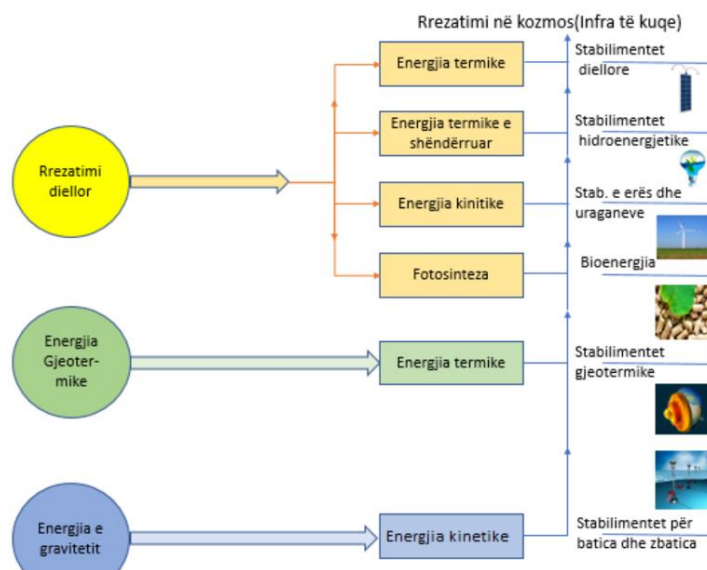 Rrezatimi në kozmos(Infra të kuqe)
Energjia termike
Stabilimentet
diellore
Energjia termike e
shëndërruar
Stabilimentet
hidroenergjetike
Rrezatimi
diellor
Energjia kinitike
Stab. e erës dhe
uraganeve
Fotosinteza
Bioenergjia
Energjia
Gjeoter-
mike
Energjia termike
Stabilimentet
gjeotermike
Energjia e
gravitetit
Energjia kinetike
Stabilimentet për
batica dhe zbatica